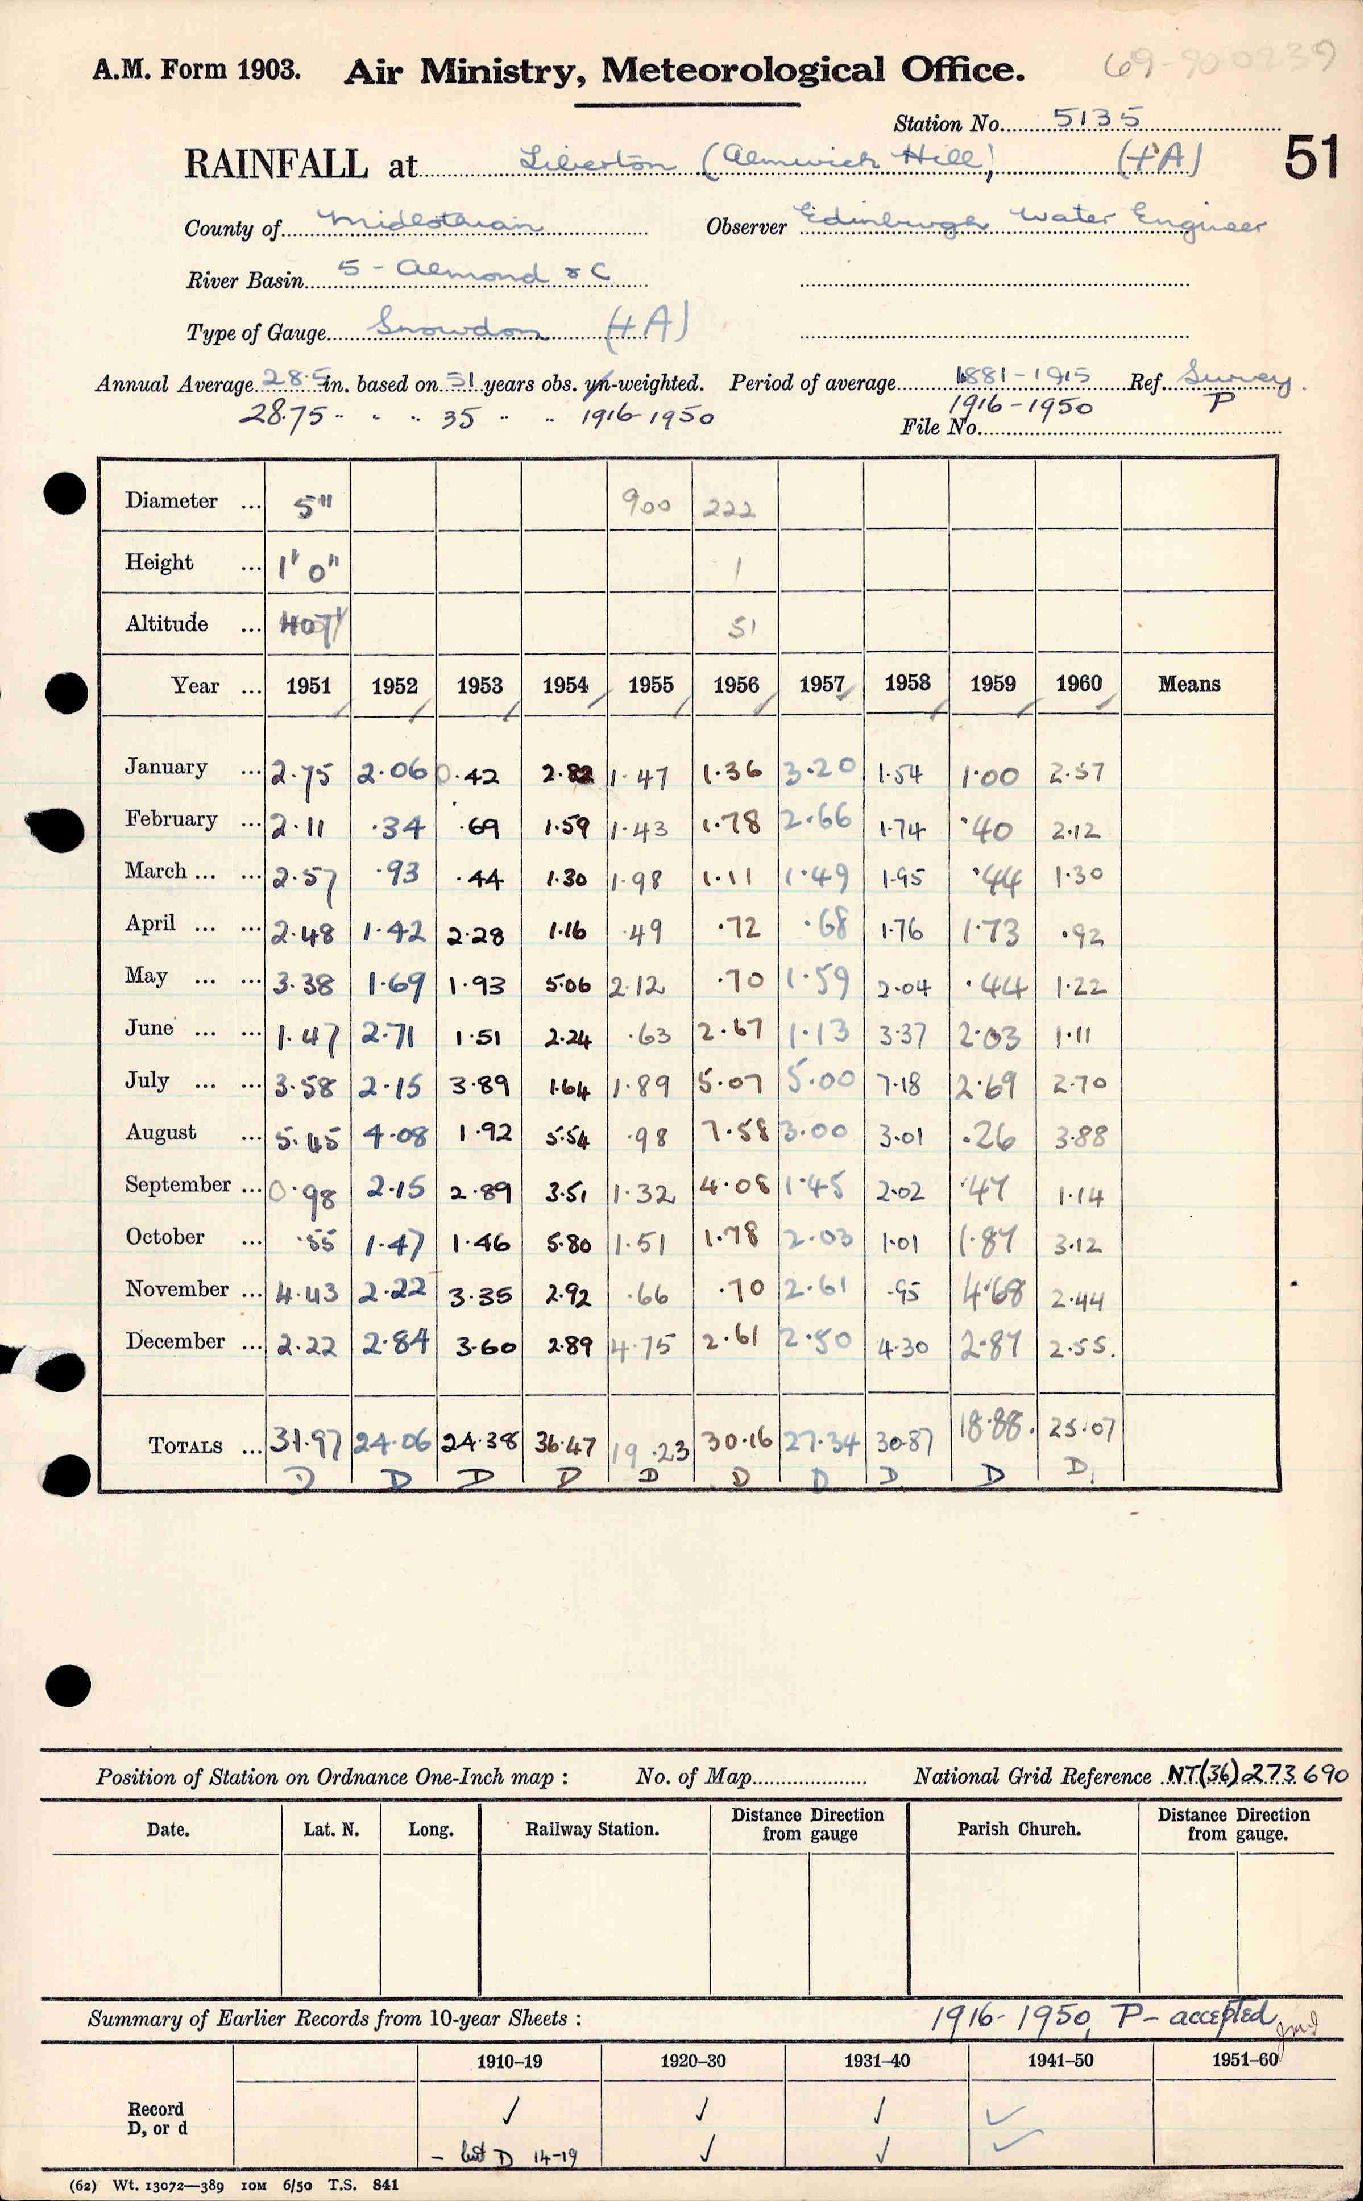 A.M. Form 1903. Air Ministry, Meteorological Office. 69-900239
Station No. 5135
RAINFALL at Liberton (Alnwick Hill) (+A) 51
County of Midlothian Observer Edinburgh Water Engineer
River Basin 5 - Almond &c
Type of Gauge Snowdon (+A)
Annual Average 28.5 in. based on 31 years obs. un-weighted. Period of average 1881-1915 Ref. Survey
28.75 " " " 35 " " 1916-1950 1916-1950 P
File No.
Diameter ... 5" 900 222
Height ... 1' 0" 1
Altitude ... 407' 51
Year ... 1951 1952 1953 1954 1955 1956 1957 1958 1959 1960 Means
January ... 2.75 2.06 0.42 2.82 1.47 1.36 3.20 1.54 1.00 2.57
February ... 2.11 .34 .69 1.59 1.43 1.78 2.66 1.74 .40 2.12
March ... ... 2.57 .93 .44 1.30 1.98 1.11 1.49 1.95 .44 1.30
April ... ... 2.48 1.42 2.28 1.16 .49 .72 .68 1.76 1.73 .92
May ... ... 3.38 1.69 1.93 5.06 2.12 .70 1.59 2.04 .44 1.22
June ... ... 1.47 2.71 1.51 2.24 .63 2.67 1.13 3.37 2.03 1.11
July ... ... 3.58 2.15 3.89 1.64 1.89 5.07 5.00 7.18 2.69 2.70
August ... 5.45 4.08 1.92 5.54 .98 7.58 3.00 3.01 .26 3.88
September ... 0.98 2.15 2.89 3.51 1.32 4.08 1.45 2.02 .47 1.14
October ... .55 1.47 1.46 5.80 1.51 1.78 2.03 1.01 1.87 3.12
November ... 4.43 2.22 3.35 2.92 .66 .70 2.61 .95 4.68 2.44
December ... 2.22 2.84 3.60 2.89 4.75 2.61 2.50 4.30 2.87 2.55.
TOTALS ... 31.97 24.06 24.38 36.47 19.23 30.16 27.34 30.87 18.88. 25.07
D D D D D D D D D D
Position of Station on Ordnance One-Inch map : No. of Map National Grid Reference NT(36)273690
Date. Lat. N. Long. Railway Station. Distance from gauge Direction Parish Church. Distance from gauge. Direction
Summary of Earlier Records from 10-year Sheets : 1916-1950, P - accepted
1910–19 1920–30 1931–40 1941–50 1951–60
Record ✓ ✓ ✓ ✓
D, or d - but D 14-19 ✓ ✓ ✓
(62) Wt. 13072—389 10M 6/50 T.S. 841